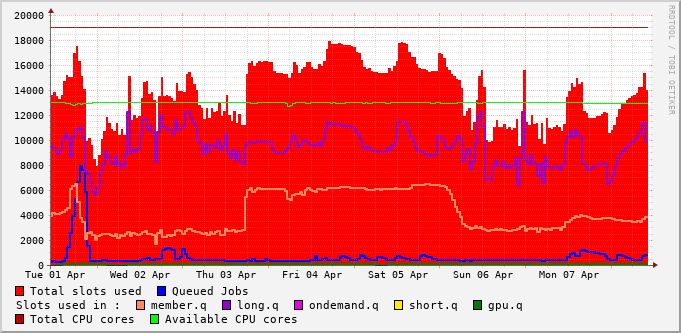 20000
18000
16000
14000
12000
10000
8000
6000
4000
2000
0
Tue 01 Apr Wed 02 Apr Thu 03 Apr Fri 04 Apr Sat 05 Apr Sun 06 Apr Mon 07 Apr
Total slots used Queued Jobs
Slots used in : member.q long.q ondemand.q short.q gpu.q
Total CPU cores Available CPU cores
RRDTOOL / TOBI OETIKER